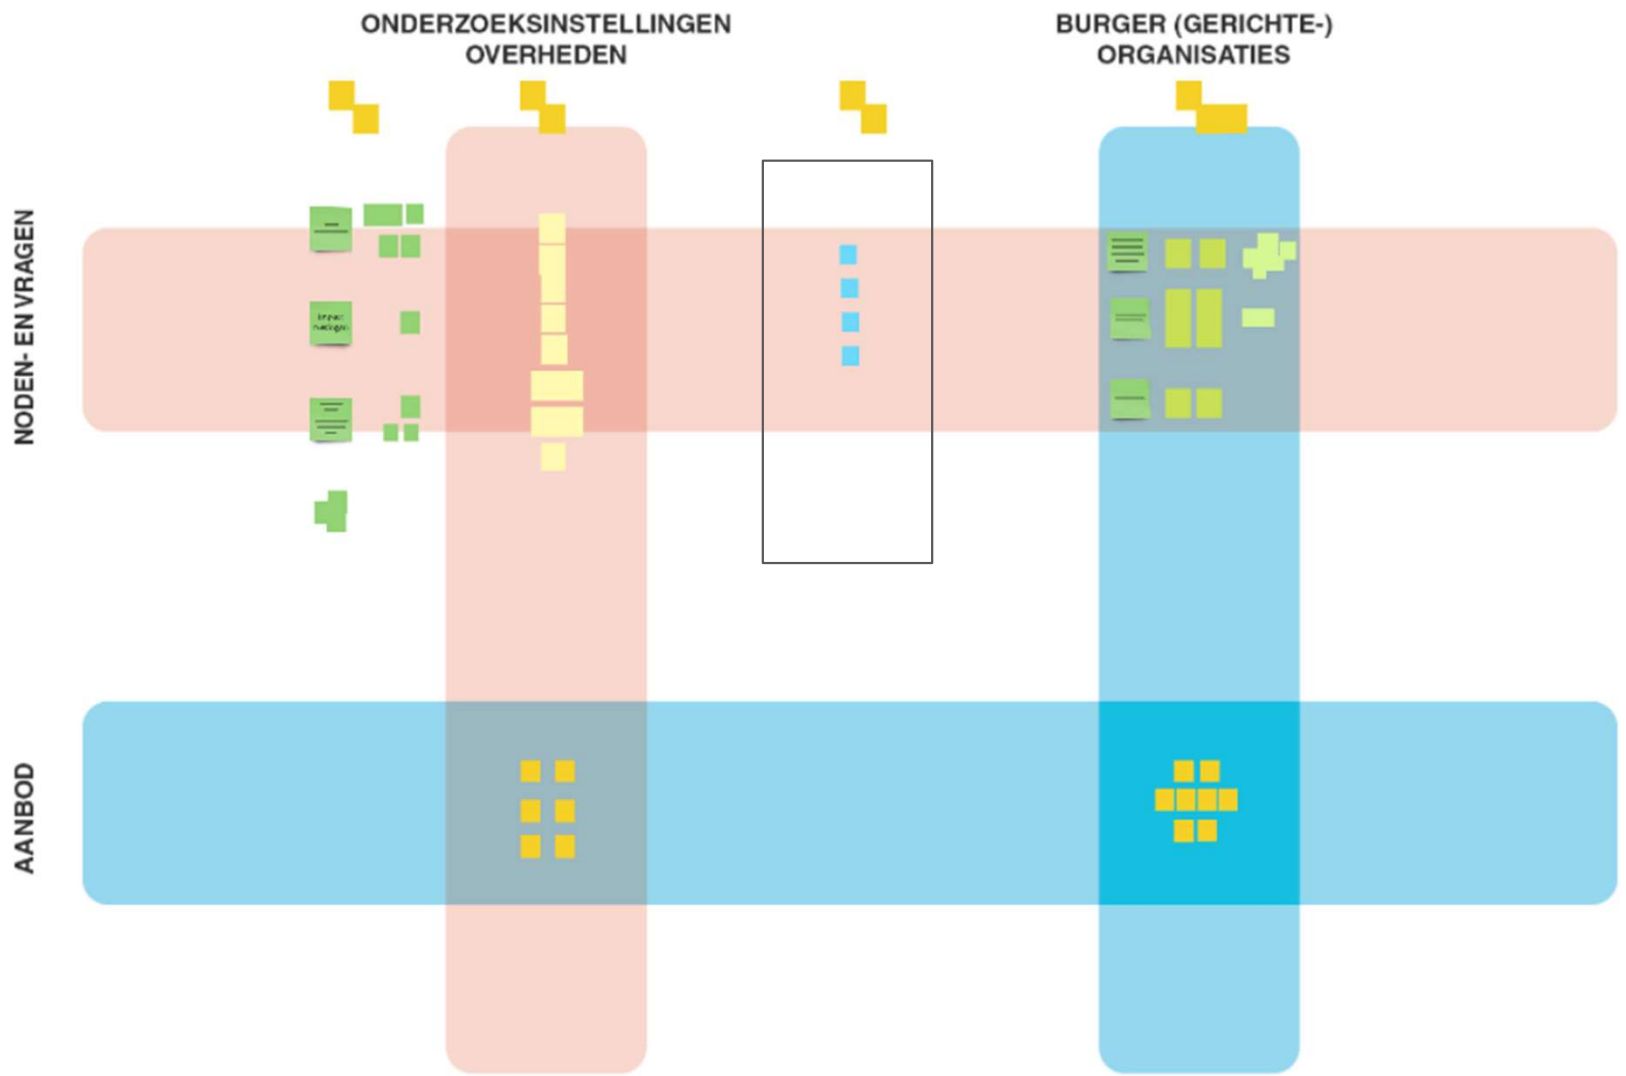 ONDERZOEKSINSTELLINGEN
OVERHEDEN
BURGER (GERICHTE-)
ORGANISATIES
NODEN- EN VRAGEN
AANBOD